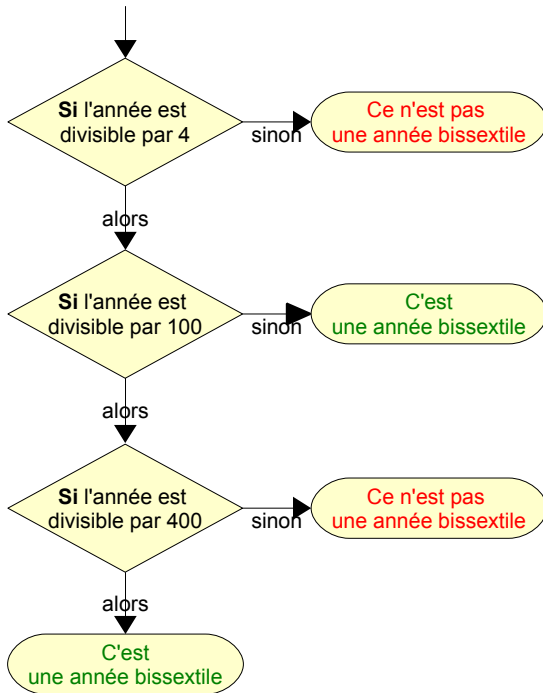 Si l'année est
divisible par 4
sinon
Ce n'est pas
une année bissextile
alors
Si l'année est
divisible par 100
sinon
C'est
une année bissextile
alors
Si l'année est
divisible par 400
sinon
Ce n'est pas
une année bissextile
alors
C'est
une année bissextile